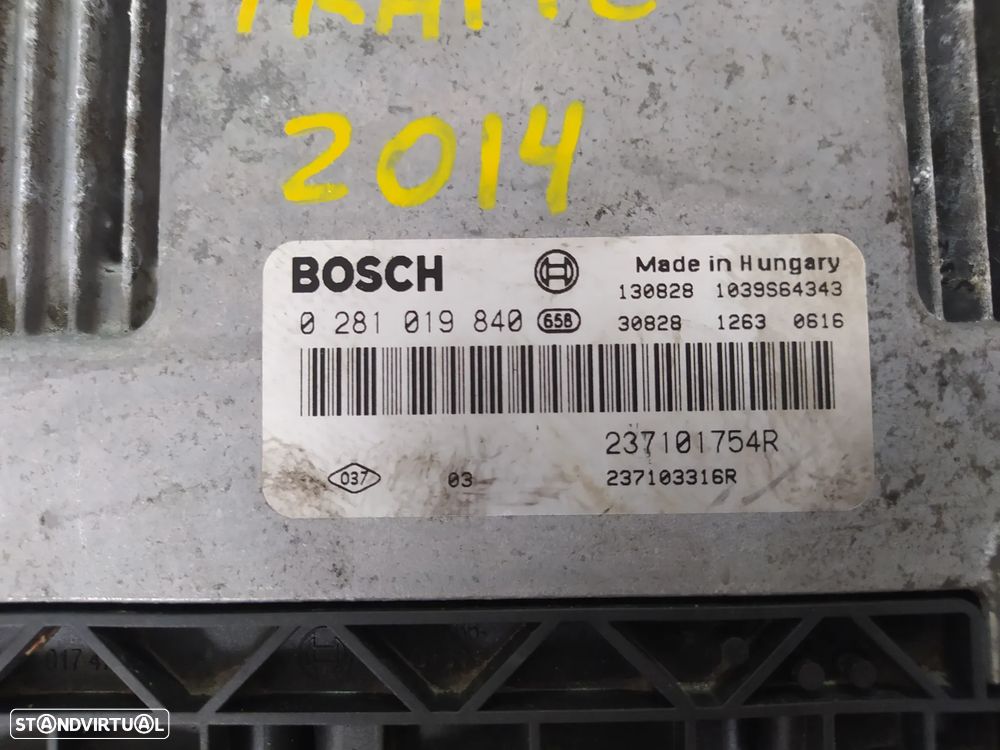 TRAFIC
2014
BOSCH
Made in Hungary
130828 1039S64343
0 281 019 840 658
30828 1263 0616
237101754R
037 03 237103316R
STANDVIRTUAL